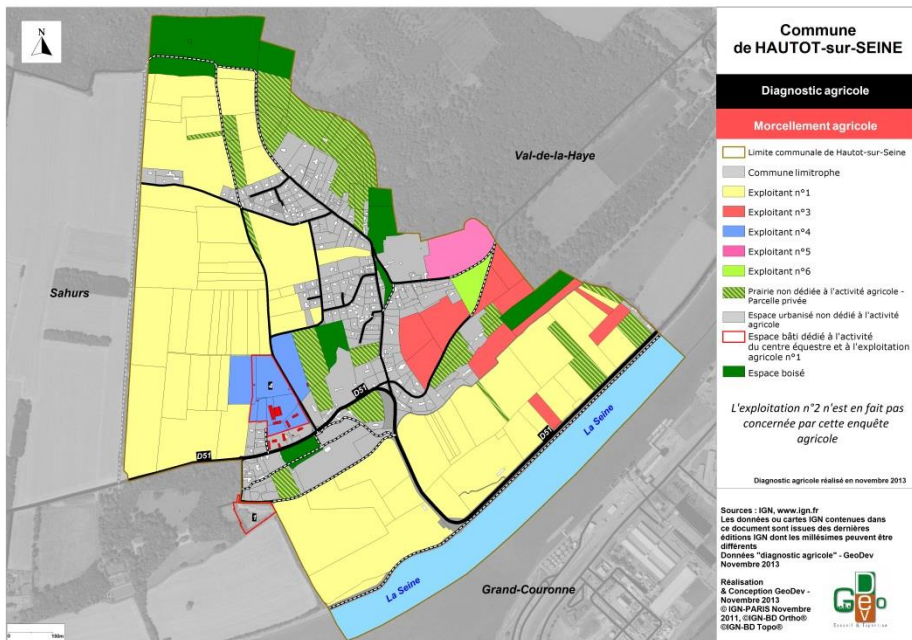 N
Commune
de HAUTOT-sur-SEINE
Diagnostic agricole
Morcellement agricole
Limite communale de Hautot-sur-Seine
Commune limitrophe
Exploitant n°1
Exploitant n°3
Exploitant n°4
Exploitant n°5
Exploitant n°6
Prairie non dédiée à l'activité agricole -
Parcelle privée
Espace urbanisé non dédié à l'activité
agricole
Espace bâti dédié à l'activité
du centre équestre et à l'exploitation
agricole n°1
Espace boisé
L'exploitation n°2 n'est en fait pas
concernée par cette enquête
agricole
Diagnostic agricole réalisé en novembre 2013
Sources : IGN, www.ign.fr
Les données ou cartes IGN contenues dans
ce document sont issues des dernières
éditions IGN dont les millésimes peuvent être
différents
Données "diagnostic agricole" - GeoDev
Novembre 2013
Réalisation
& Conception GeoDev -
Novembre 2013
© IGN-PARIS Novembre
2011, ©IGN-BD Ortho®
©IGN-BD Topo®
GeoDev
Conseil & Expertise
Val-de-la-Haye
Sahurs
D51
La Seine
D51
D51
La Seine
Grand-Couronne